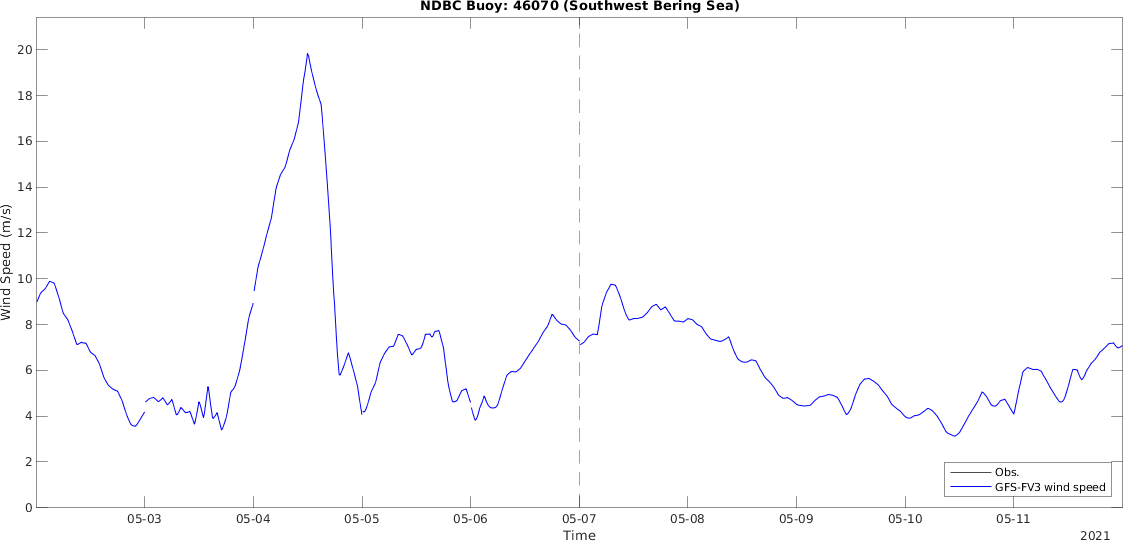 NDBC Buoy: 46070 (Southwest Bering Sea)
Wind Speed (m/s)
20
18
16
14
12
10
8
6
4
2
0
05-03 05-04 05-05 05-06 05-07 05-08 05-09 05-10 05-11
Time
2021
Obs.
GFS-FV3 wind speed